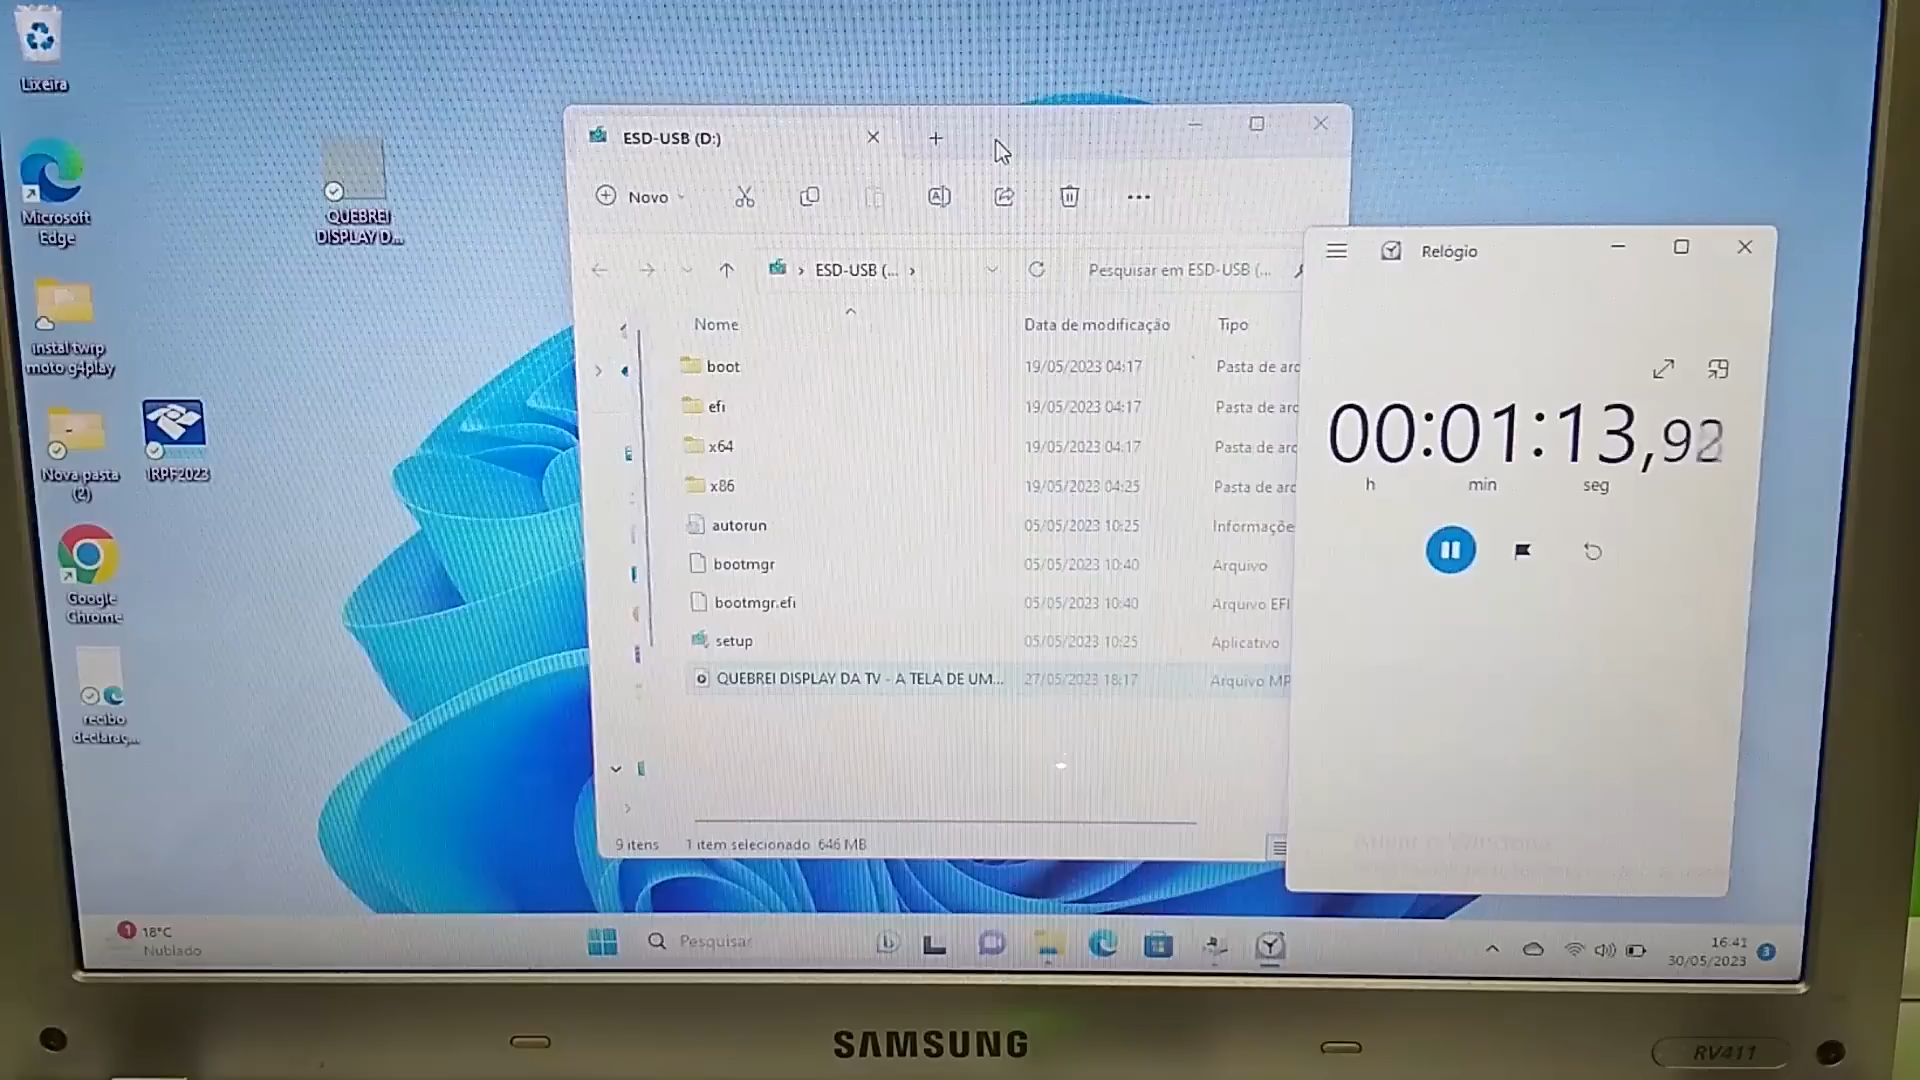 Lixeira
Microsoft
Edge
instal twrp
moto g4play
Nova pasta
(2)
Google
Chrome
recibo
declaraç...
QUEBREI
DISPLAY D...
IRPF2023
ESD-USB (D:)
Novo
ESD-USB (...
Pesquisar em ESD-USB (...
Nome Data de modificação Tipo
boot 19/05/2023 04:17 Pasta de arc
efi 19/05/2023 04:17 Pasta de arc
x64 19/05/2023 04:17 Pasta de arc
x86 19/05/2023 04:25 Pasta de arc
autorun 05/05/2023 10:25 Informaçõe
bootmgr 05/05/2023 10:40 Arquivo
bootmgr.efi 05/05/2023 10:40 Arquivo EFI
setup 05/05/2023 10:25 Aplicativo
QUEBREI DISPLAY DA TV - A TELA DE UM... 27/05/2023 18:17 Arquivo MP
9 itens 1 item selecionado 646 MB
Relógio
00:01:13,92
h min seg
1 18°C
Nublado
Pesquisar
16:41
30/05/2023
3
SAMSUNG
RV411